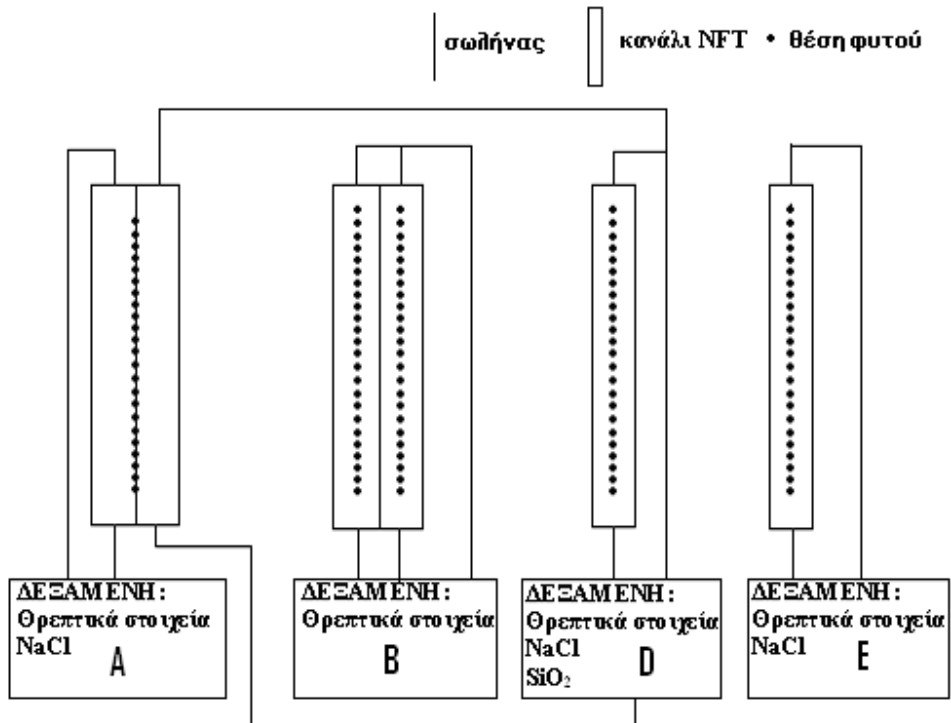 σωλήνας
κανάλι NFT • θέση φυτού
ΔΕΞΑΜΕΝΗ:
Θρεπτικά στοιχεία
NaCl
A
ΔΕΞΑΜΕΝΗ:
Θρεπτικά στοιχεία
B
ΔΕΞΑΜΕΝΗ:
Θρεπτικά στοιχεία
NaCl
SiO₂
D
ΔΕΞΑΜΕΝΗ:
Θρεπτικά στοιχεία
NaCl
E